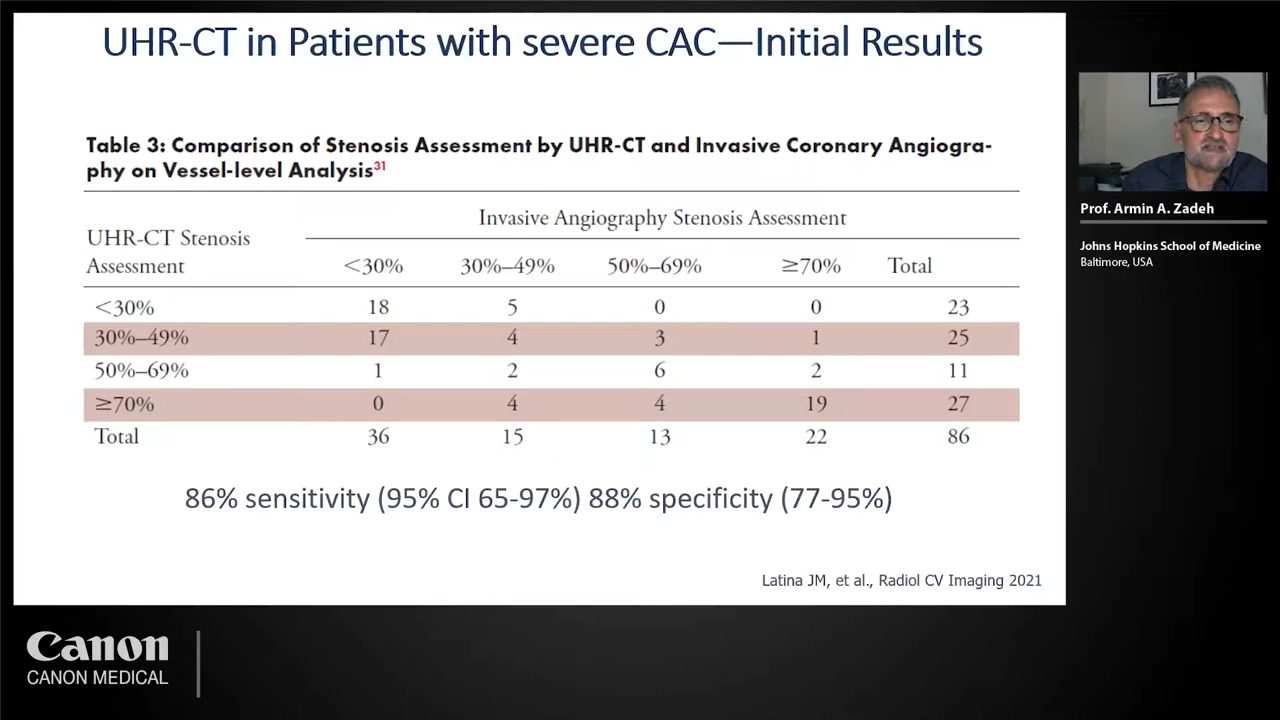 UHR-CT in Patients with severe CAC—Initial Results
Table 3: Comparison of Stenosis Assessment by UHR-CT and Invasive Coronary Angiogra-
phy on Vessel-level Analysis31
Invasive Angiography Stenosis Assessment
UHR-CT Stenosis
Assessment <30% 30%–49% 50%–69% ≥70% Total
<30% 18 5 0 0 23
30%–49% 17 4 3 1 25
50%–69% 1 2 6 2 11
≥70% 0 4 4 19 27
Total 36 15 13 22 86
86% sensitivity (95% CI 65-97%) 88% specificity (77-95%)
Latina JM, et al., Radiol CV Imaging 2021
Prof. Armin A. Zadeh
Johns Hopkins School of Medicine
Baltimore, USA
Canon
CANON MEDICAL